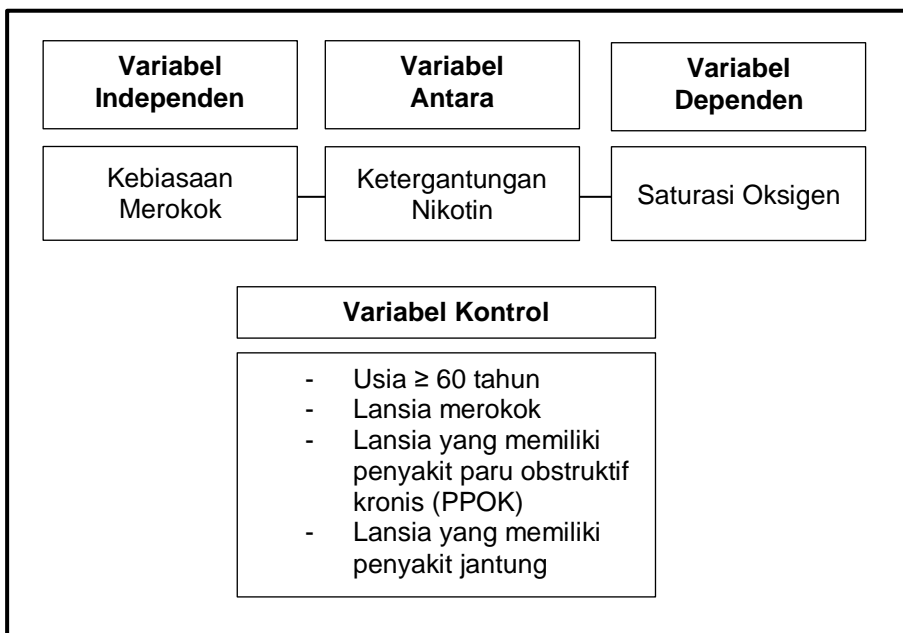 Variabel
Independen
Variabel
Antara
Variabel
Dependen
Kebiasaan
Merokok
Ketergantungan
Nikotin
Saturasi Oksigen
Variabel Kontrol
- Usia ≥ 60 tahun
- Lansia merokok
- Lansia yang memiliki
penyakit paru obstruktif
kronis (PPOK)
- Lansia yang memiliki
penyakit jantung